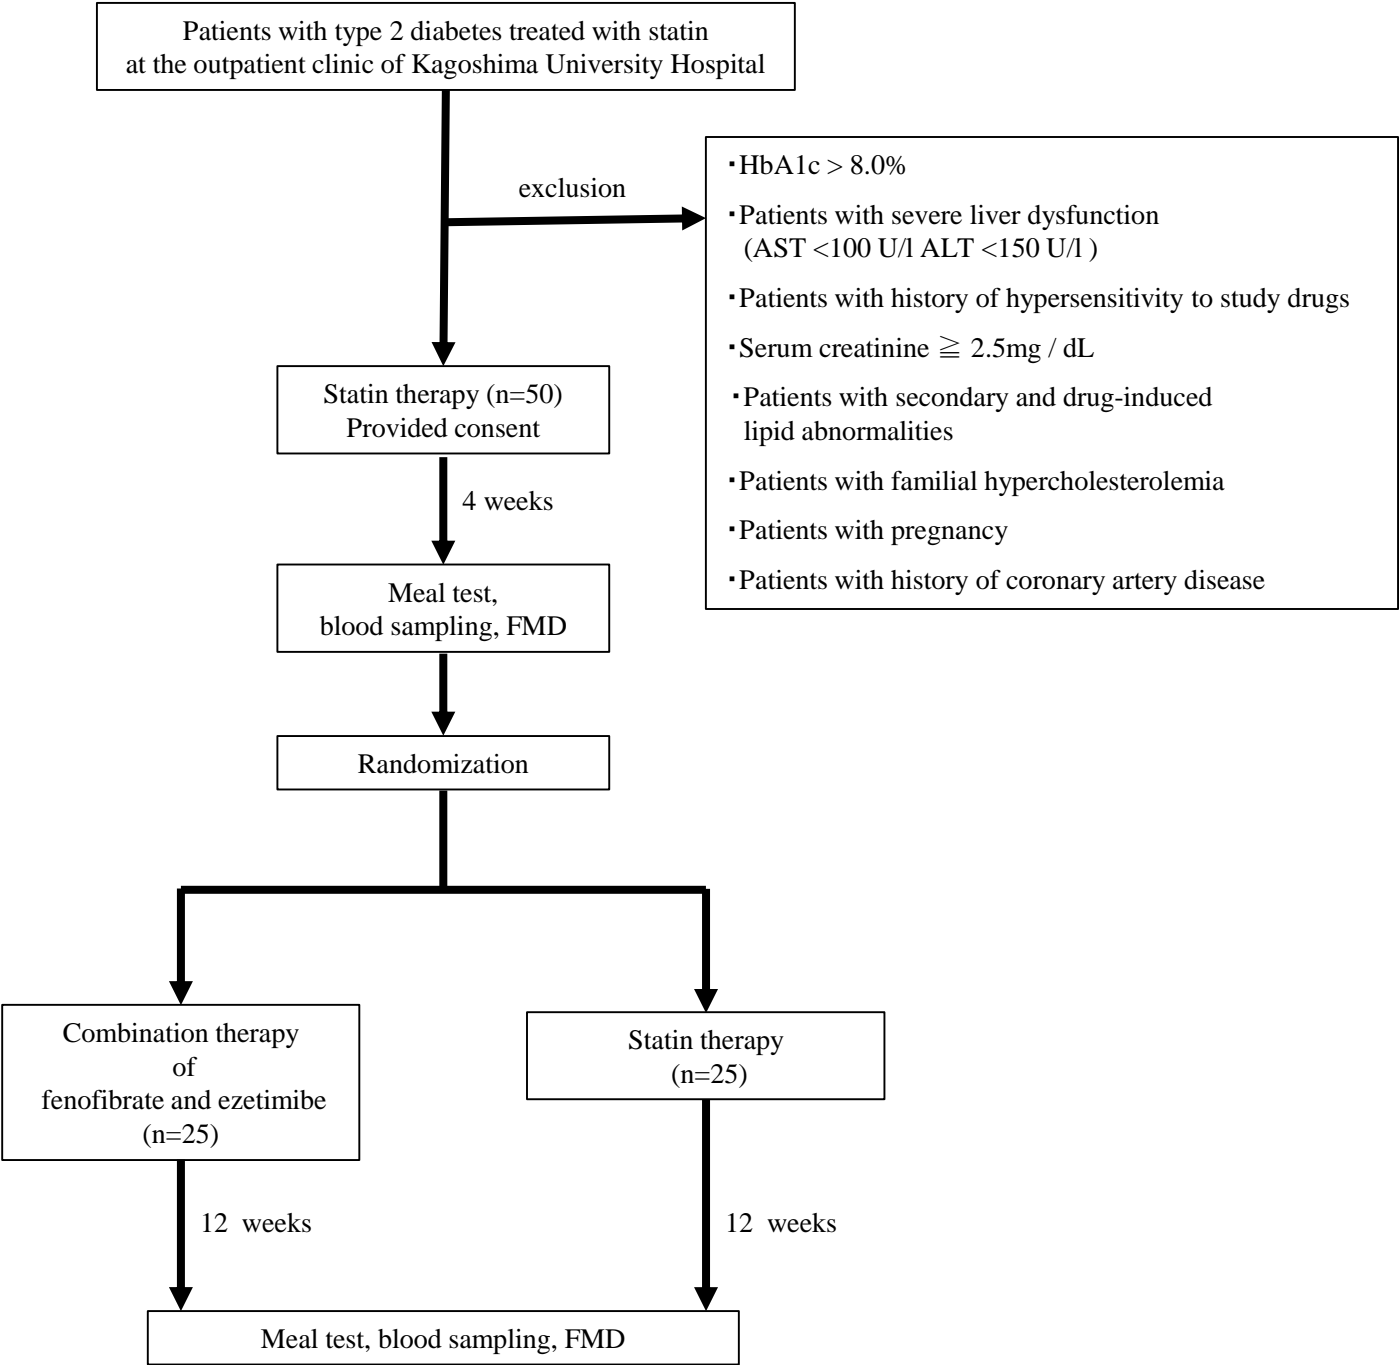 Patients with type 2 diabetes treated with statin
at the outpatient clinic of Kagoshima University Hospital
exclusion
・HbA1c > 8.0%
・Patients with severe liver dysfunction
(AST <100 U/l ALT <150 U/l )
・Patients with history of hypersensitivity to study drugs
・Serum creatinine ≧ 2.5mg / dL
・Patients with secondary and drug-induced
lipid abnormalities
・Patients with familial hypercholesterolemia
・Patients with pregnancy
・Patients with history of coronary artery disease
Statin therapy (n=50)
Provided consent
4 weeks
Meal test,
blood sampling, FMD
Randomization
Combination therapy
of
fenofibrate and ezetimibe
(n=25)
Statin therapy
(n=25)
12 weeks
12 weeks
Meal test, blood sampling, FMD